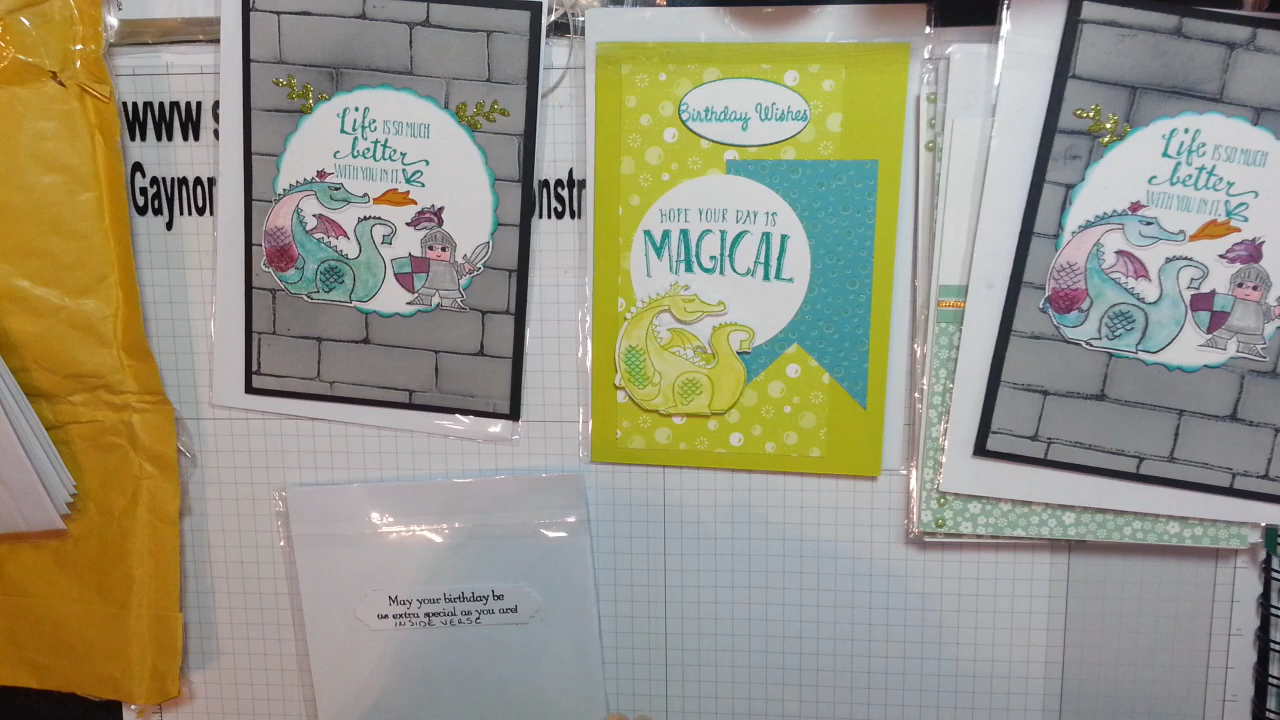 www
Gaynor
onstr
Life IS SO MUCH
better
WITH YOU IN IT.
Birthday Wishes
HOPE YOUR DAY IS
MAGICAL
Life IS SO MUCH
better
WITH YOU IN IT.
May your birthday be
as extra special as you are!
INSIDE VERSE